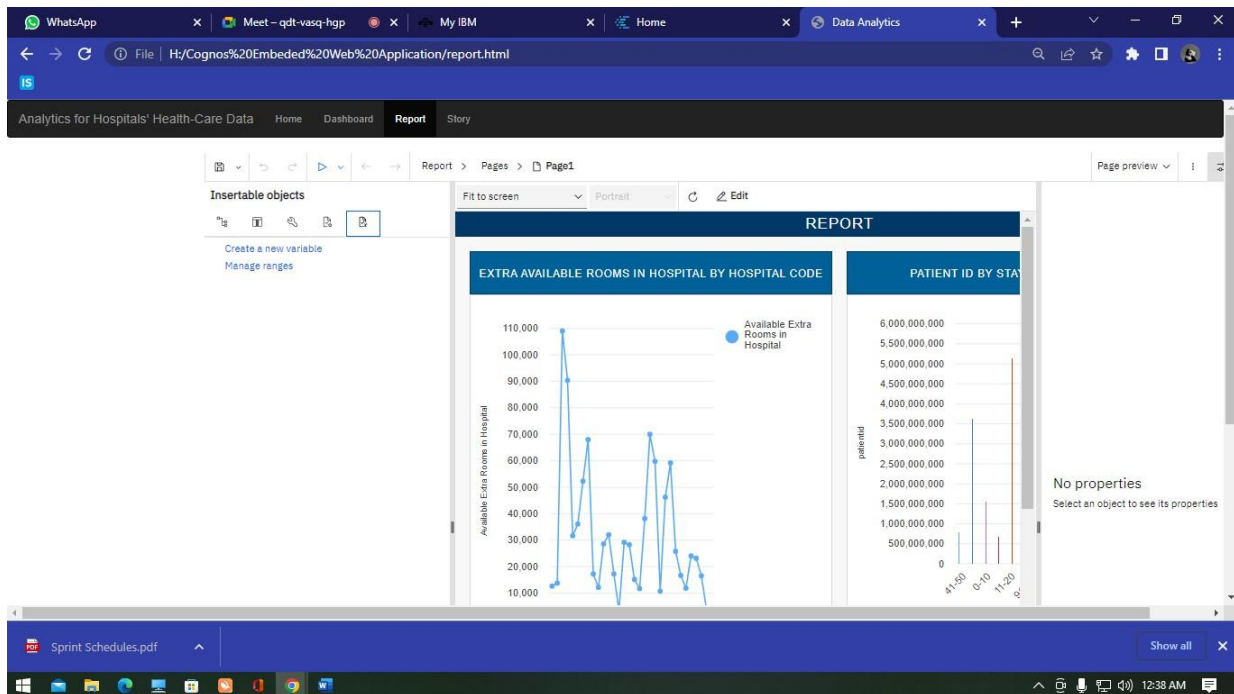 WhatsApp
Meet – qdt-vasq-hgp
My IBM
Home
Data Analytics
File
H:/Cognos%20Embeded%20Web%20Application/report.html
IS
Analytics for Hospitals' Health-Care Data
Home
Dashboard
Report
Story
Report > Pages > Page1
Page preview
Insertable objects
Create a new variable
Manage ranges
Fit to screen
Portrait
Edit
REPORT
EXTRA AVAILABLE ROOMS IN HOSPITAL BY HOSPITAL CODE
Available Extra Rooms in Hospital
110,000
100,000
90,000
80,000
70,000
60,000
50,000
40,000
30,000
20,000
10,000
Available Extra
Rooms in
Hospital
PATIENT ID BY STA
patientid
6,000,000,000
5,500,000,000
5,000,000,000
4,500,000,000
4,000,000,000
3,500,000,000
3,000,000,000
2,500,000,000
2,000,000,000
1,500,000,000
1,000,000,000
500,000,000
0
41-50
0-10
11-20
No properties
Select an object to see its properties
Sprint Schedules.pdf
Show all
12:38 AM